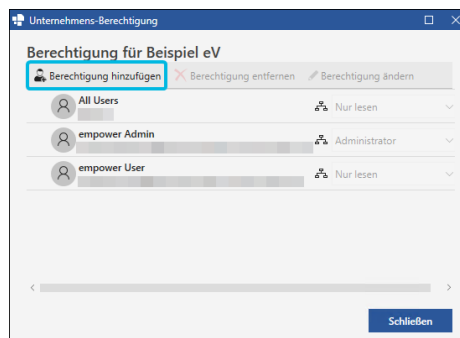 Unternehmens-Berechtigung
Berechtigung für Beispiel eV
Berechtigung hinzufügen Berechtigung entfernen Berechtigung ändern
All Users Nur lesen
empower Admin Administrator
empower User Nur lesen
Schließen